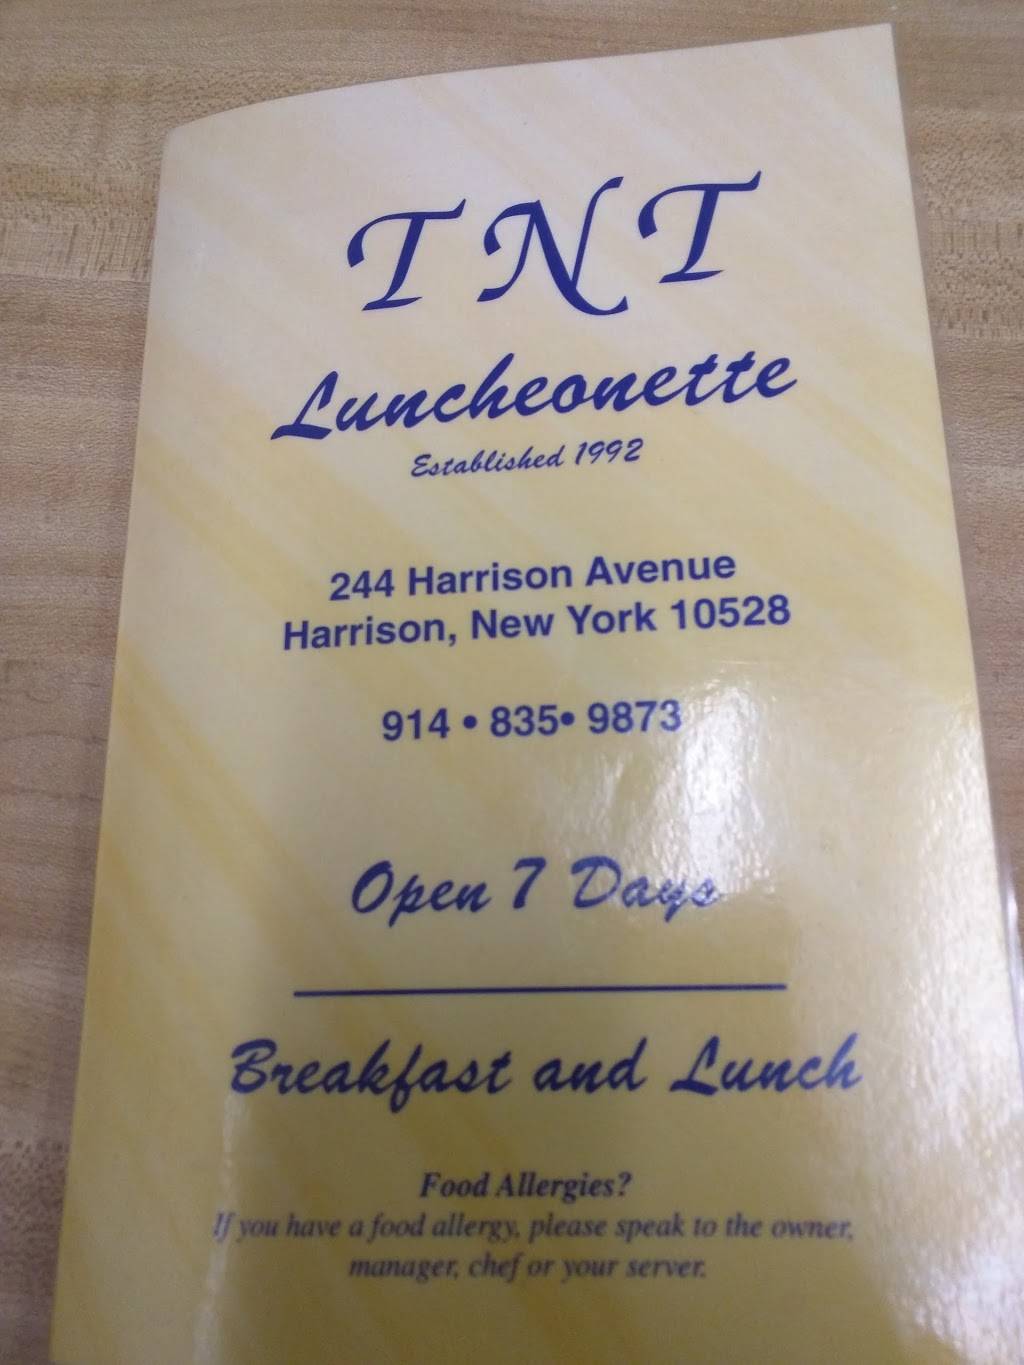 TNT
Luncheonette
Established 1992
244 Harrison Avenue
Harrison, New York 10528
914 • 835• 9873
Open 7 Days
Breakfast and Lunch
Food Allergies?
If you have a food allergy, please speak to the owner,
manager, chef or your server.